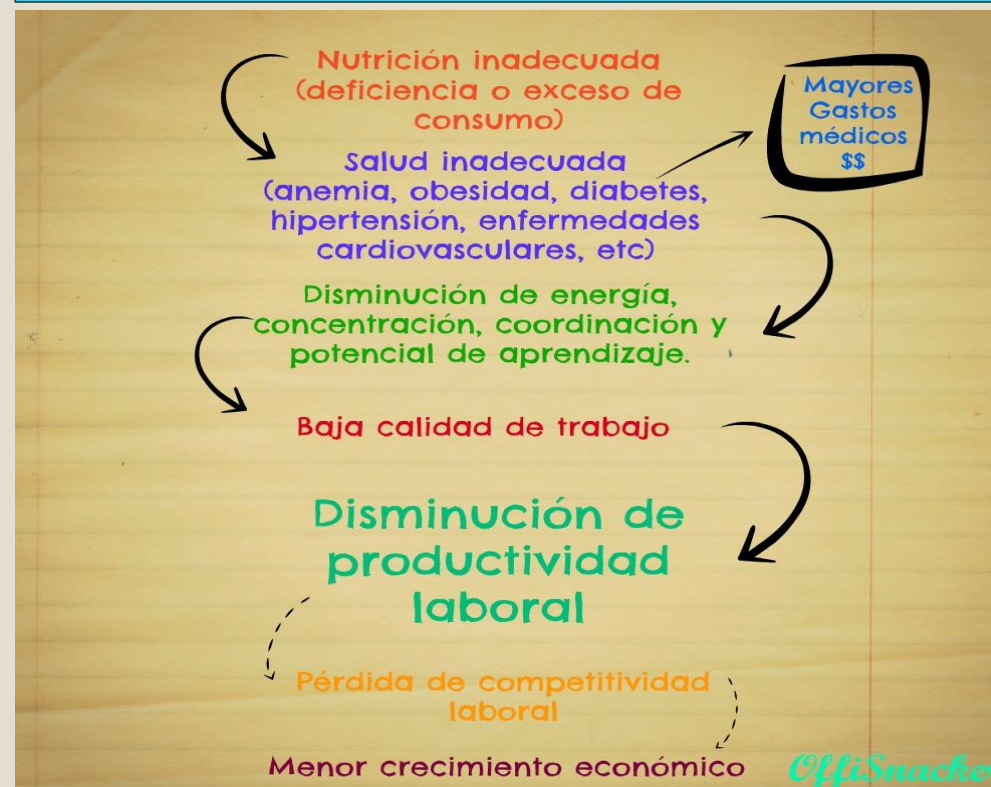 Nutrición inadecuada
(deficiencia o exceso de
consumo)
Mayores
Gastos
médicos
$$
Salud inadecuada
(anemia, obesidad, diabetes,
hipertensión, enfermedades
cardiovasculares, etc)
Disminución de energía,
concentración, coordinación y
potencial de aprendizaje.
Baja calidad de trabajo
Disminución de
productividad
laboral
Pérdida de competitividad
laboral
Menor crecimiento económico